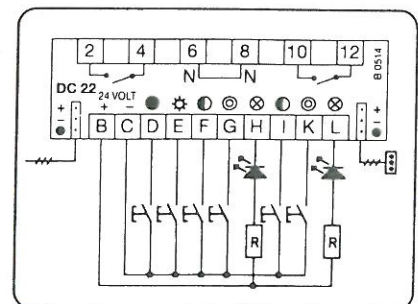 2 4 6 8 10 12
N N
B 0514
DC 22 24 VOLT
+ + - +
- -
B C D E F G H I K L
R R